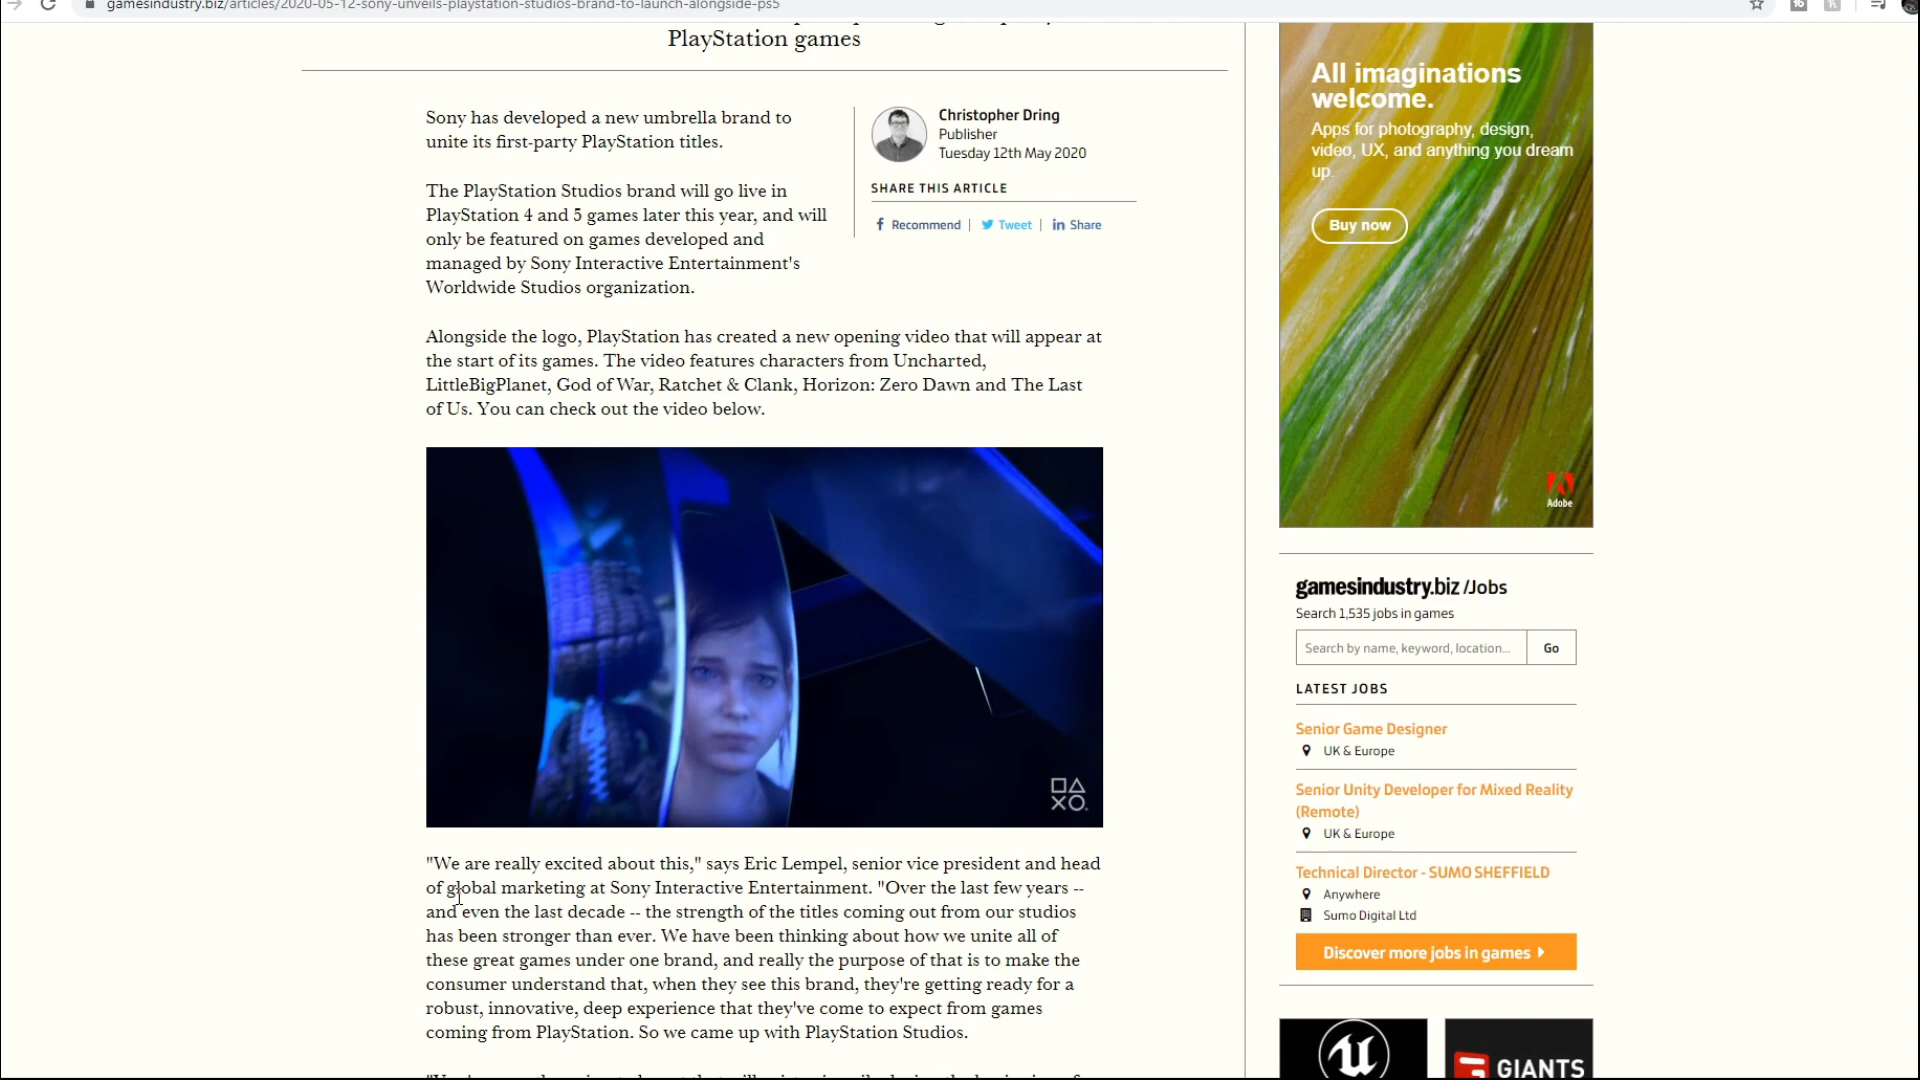 gamesindustry.biz/articles/2020-05-12-sony-unveils-playstation-studios-brand-to-launch-alongside-ps5
PlayStation games
Sony has developed a new umbrella brand to
unite its first-party PlayStation titles.
The PlayStation Studios brand will go live in
PlayStation 4 and 5 games later this year, and will
only be featured on games developed and
managed by Sony Interactive Entertainment's
Worldwide Studios organization.
Christopher Dring
Publisher
Tuesday 12th May 2020
SHARE THIS ARTICLE
Recommend | Tweet | in Share
Alongside the logo, PlayStation has created a new opening video that will appear at
the start of its games. The video features characters from Uncharted,
LittleBigPlanet, God of War, Ratchet & Clank, Horizon: Zero Dawn and The Last
of Us. You can check out the video below.
"We are really excited about this," says Eric Lempel, senior vice president and head
of global marketing at Sony Interactive Entertainment. "Over the last few years --
and even the last decade -- the strength of the titles coming out from our studios
has been stronger than ever. We have been thinking about how we unite all of
these great games under one brand, and really the purpose of that is to make the
consumer understand that, when they see this brand, they're getting ready for a
robust, innovative, deep experience that they've come to expect from games
coming from PlayStation. So we came up with PlayStation Studios.
All imaginations
welcome.
Apps for photography, design,
video, UX, and anything you dream
up.
Buy now
Adobe
gamesindustry.biz /Jobs
Search 1,535 jobs in games
Search by name, keyword, location...
Go
LATEST JOBS
Senior Game Designer
UK & Europe
Senior Unity Developer for Mixed Reality
(Remote)
UK & Europe
Technical Director - SUMO SHEFFIELD
Anywhere
Sumo Digital Ltd
Discover more jobs in games
GIANTS